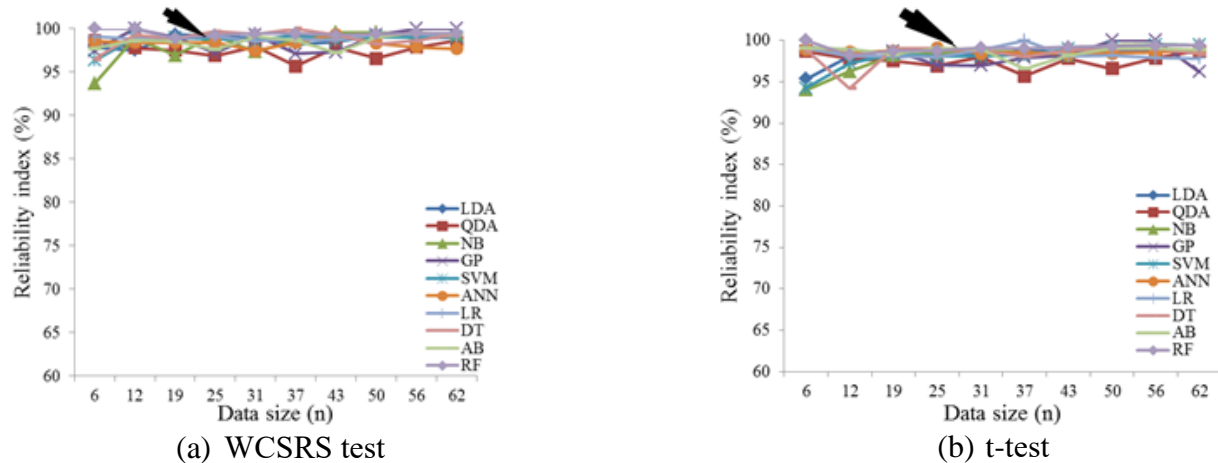 Reliability index (%)
100
95
90
85
80
75
70
65
60
LDA
QDA
NB
GP
SVM
ANN
LR
DT
AB
RF
6 12 19 25 31 37 43 50 56 62
Data size (n)
(a) WCSRS test
Reliability index (%)
100
95
90
85
80
75
70
65
60
LDA
QDA
NB
GP
SVM
ANN
LR
DT
AB
RF
6 12 19 25 31 37 43 50 56 62
Data size (n)
(b) t-test